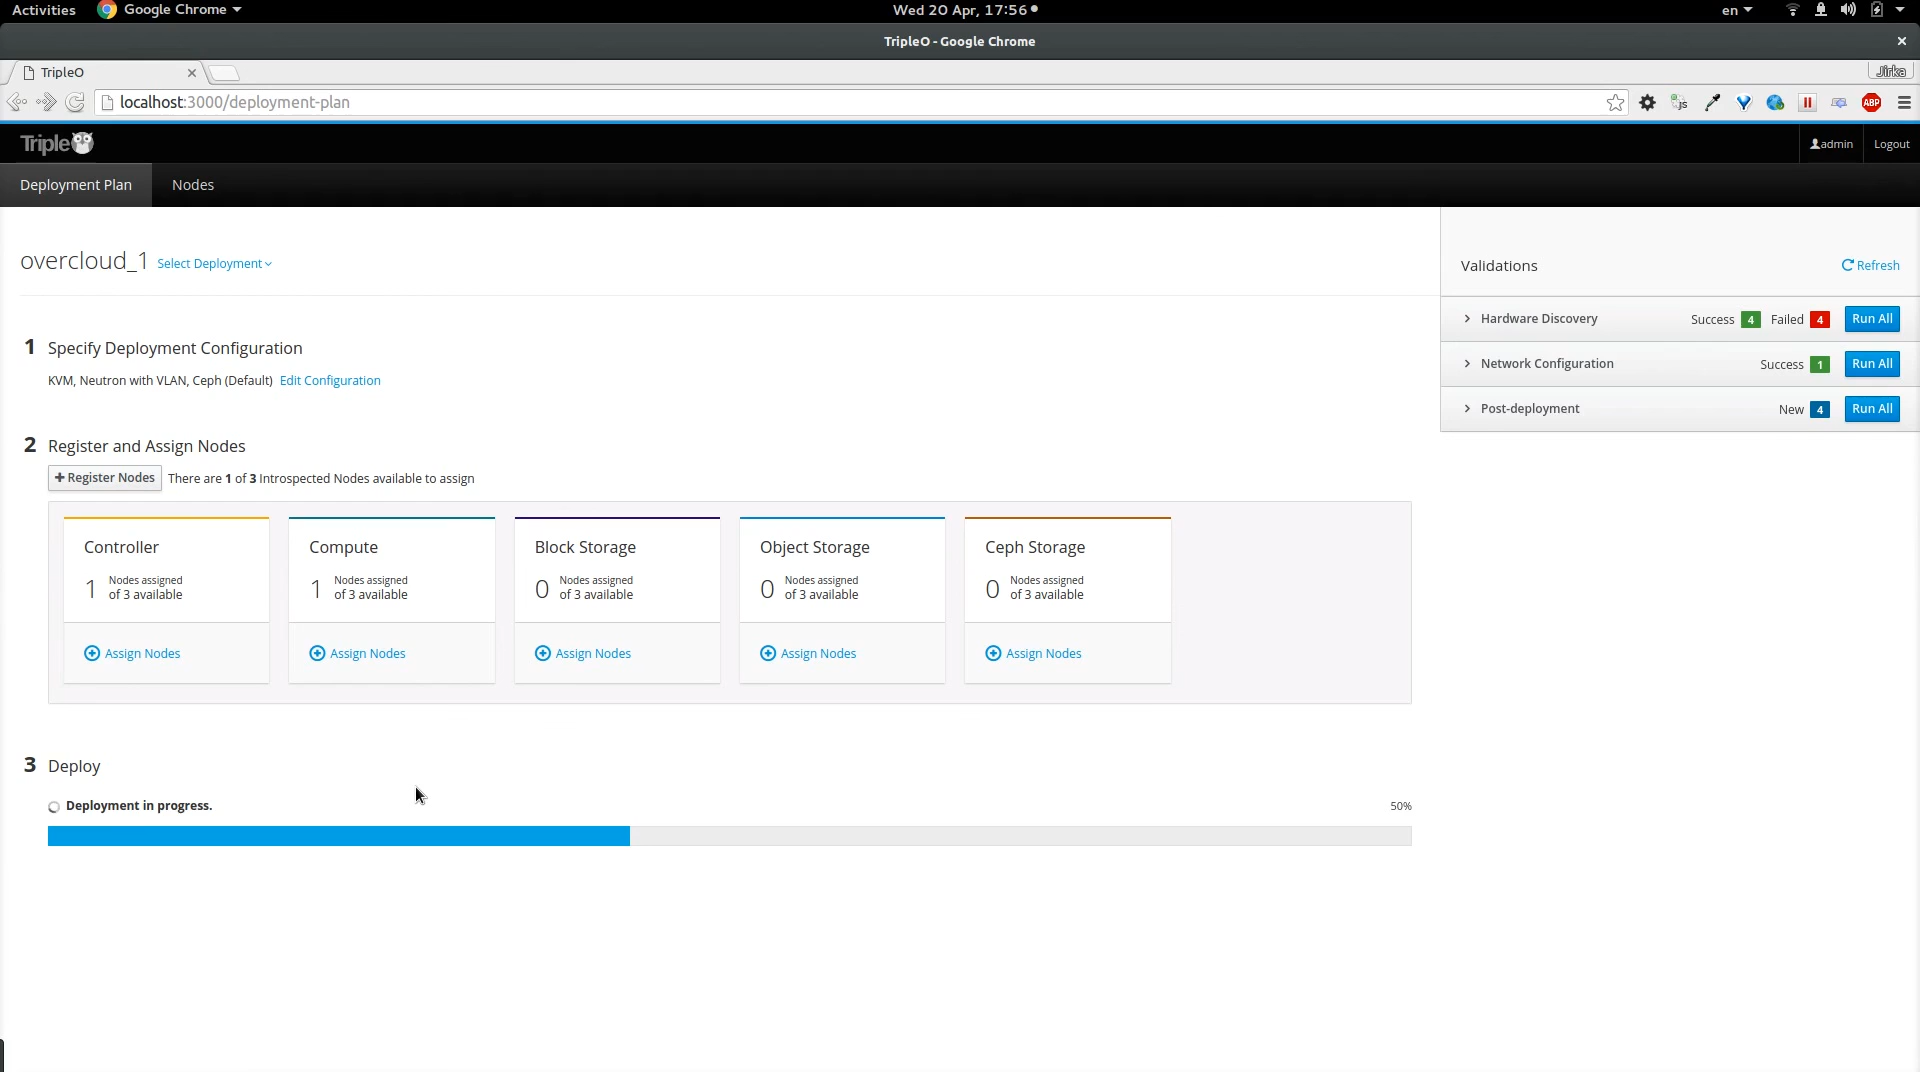 Activities Google Chrome Wed 20 Apr, 17:56 en
TripleO - Google Chrome
TripleO Jirka
localhost:3000/deployment-plan JS ABP
Triple admin Logout
Deployment Plan Nodes
overcloud_1 Select Deployment
Validations Refresh
Hardware Discovery Success 4 Failed 4 Run All
Network Configuration Success 1 Run All
Post-deployment New 4 Run All
1 Specify Deployment Configuration
KVM, Neutron with VLAN, Ceph (Default) Edit Configuration
2 Register and Assign Nodes
Register Nodes There are 1 of 3 Introspected Nodes available to assign
Controller Compute Block Storage Object Storage Ceph Storage
1 Nodes assigned of 3 available 1 Nodes assigned of 3 available 0 Nodes assigned of 3 available 0 Nodes assigned of 3 available 0 Nodes assigned of 3 available
Assign Nodes Assign Nodes Assign Nodes Assign Nodes Assign Nodes
3 Deploy
Deployment in progress. 50%